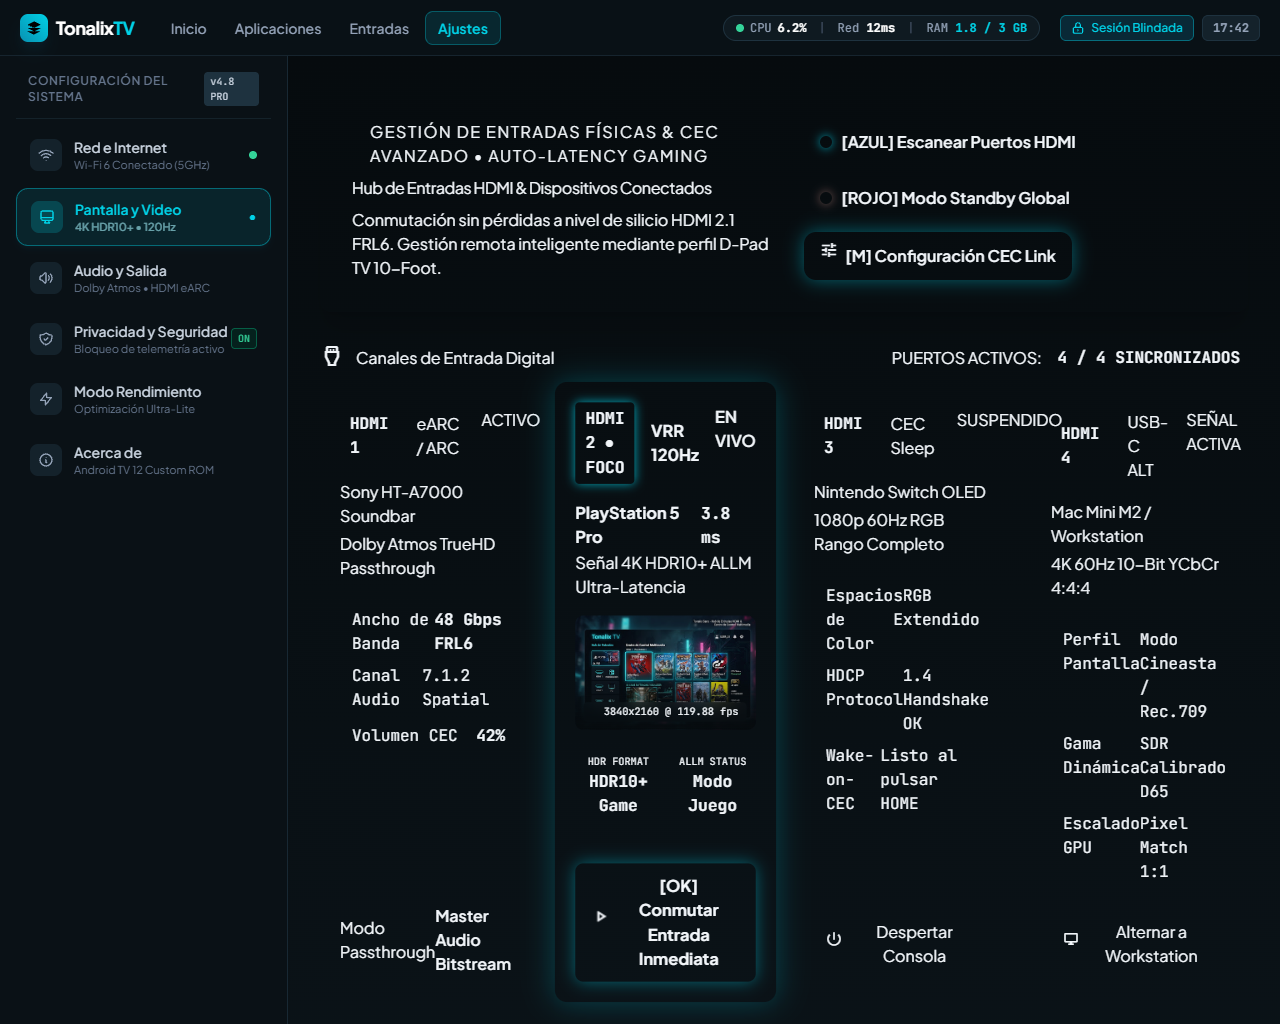 TonalixTV
Inicio
Aplicaciones
Entradas
Ajustes
CPU 6.2% | Red 12ms | RAM 1.8 / 3 GB
Sesión Blindada
17:42
CONFIGURACIÓN DEL
SISTEMA
v4.8
PRO
Red e Internet
Wi-Fi 6 Conectado (5GHz)
Pantalla y Video
4K HDR10+ • 120Hz
Audio y Salida
Dolby Atmos • HDMI eARC
Privacidad y Seguridad
Bloqueo de telemetría activo
ON
Modo Rendimiento
Optimización Ultra-Lite
Acerca de
Android TV 12 Custom ROM
GESTIÓN DE ENTRADAS FÍSICAS & CEC
AVANZADO • AUTO-LATENCY GAMING
Hub de Entradas HDMI & Dispositivos Conectados
Conmutación sin pérdidas a nivel de silicio HDMI 2.1
FRL6. Gestión remota inteligente mediante perfil D-Pad
TV 10-Foot.
[AZUL] Escanear Puertos HDMI
[ROJO] Modo Standby Global
[M] Configuración CEC Link
Canales de Entrada Digital
PUERTOS ACTIVOS: 4 / 4 SINCRONIZADOS
HDMI
1
eARC
/ ARC
ACTIVO
Sony HT-A7000
Soundbar
Dolby Atmos TrueHD
Passthrough
Ancho de
Banda
48 Gbps
FRL6
Canal
Audio
7.1.2
Spatial
Volumen CEC 42%
Modo
Passthrough
Master
Audio
Bitstream
HDMI
2 •
FOCO
VRR
120Hz
EN
VIVO
PlayStation 5
Pro
3.8
ms
Señal 4K HDR10+ ALLM
Ultra-Latencia
Tonalix TV
3840x2160 @ 119.88 fps
HDR FORMAT
HDR10+
Game
ALLM STATUS
Modo
Juego
[OK]
Conmutar
Entrada
Inmediata
HDMI
3
CEC
Sleep
SUSPENDIDO
Nintendo Switch OLED
1080p 60Hz RGB
Rango Completo
Espacios
de
Color
RGB
Extendido
HDCP
Protocol
1.4
Handshake
OK
Wake-
on-
CEC
Listo al
pulsar
HOME
Despertar
Consola
HDMI
4
USB-
C
ALT
SEÑAL
ACTIVA
Mac Mini M2 /
Workstation
4K 60Hz 10-Bit YCbCr
4:4:4
Perfil
Pantalla
Modo
Cineasta
/
Rec.709
Gama
Dinámica
SDR
Calibrado
D65
Escalado
GPU
Pixel
Match
1:1
Alternar a
Workstation